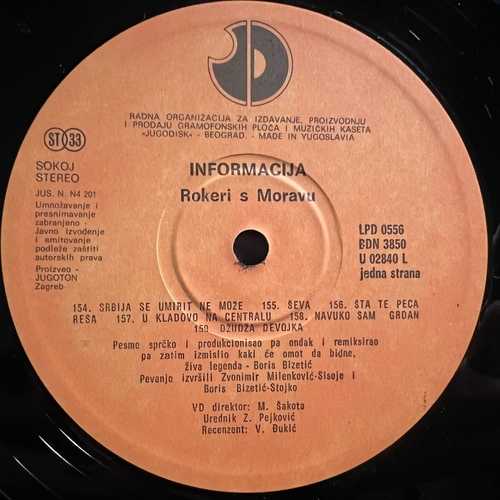 RADNA ORGANIZACIJA ZA IZDAVANJE, PROIZVODNJU
I PRODAJU GRAMOFONSKIH PLOČA I MUZIČKIH KASETA
«JUGODISK» - BEOGRAD. - MADE IN YUGOSLAVIA
ST 33
SOKOJ
STEREO
JUS. N. N4 201
Umnožavanje i
presnimavanje
zabranjeno -
Javno izvođenje
i emitovanje
podleže zaštiti
autorskih prava
Proizveo -
JUGOTON
Zagreb
INFORMACIJA
Rokeri s Moravu
LPD 0556
BDN 3850
U 02840 L
jedna strana
154. SRBIJA SE UMIRIT NE MOŽE 155. ŠEVA 156. ŠTA TE PECA
RESA 157. U KLADOVO NA CENTRALU 158. NAVUKO SAM GRDAN
159 DŽUDŽA DEVOJKA
Pesme sprčko i produkcionisao pa ondak i remiksirao
pa zatim izmislio kaki će omot da bidne,
živa legenda - Boris Bizetić
Pevanje izvršili Zvonimir Milenković-Sisoje i
Boris Bizetić-Stojko
VD direktor: M. Šakota
Urednik Z. Pejković
Recenzent: V. Đukić